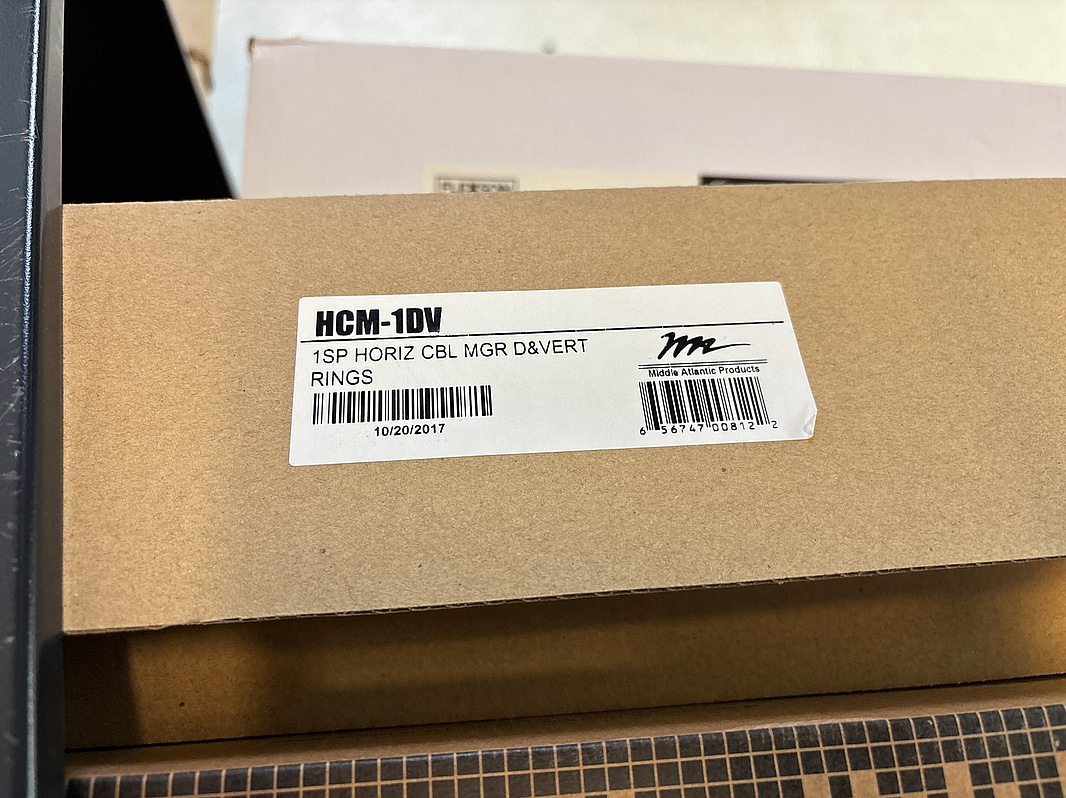 HCM-1DV
1SP HORIZ CBL MGR D&VERT
RINGS
10/20/2017
Middle Atlantic Products
6 56747 00812 2